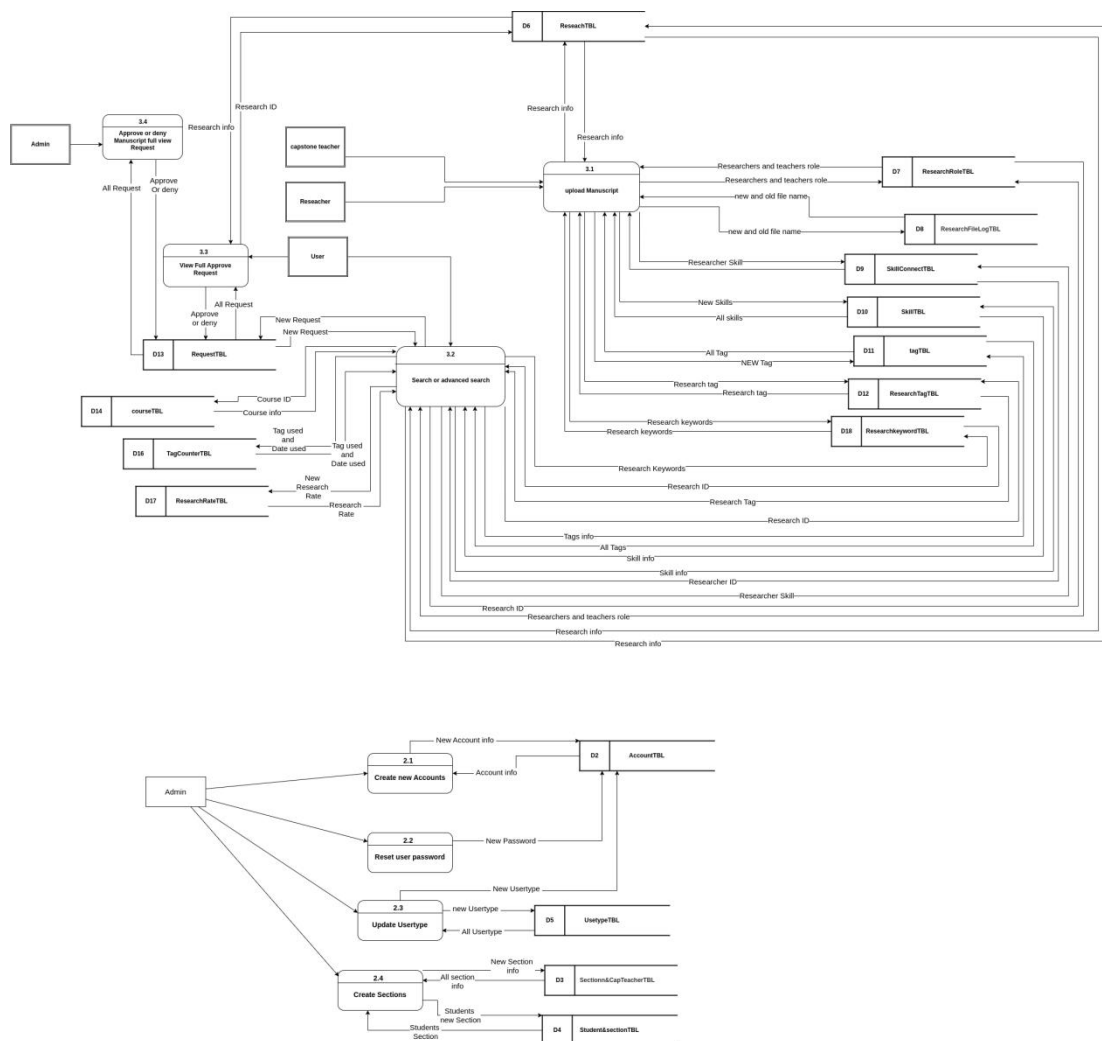 D6 ReseachTBL
Research ID
Research info
Research info
Research info
3.4
Approve or deny
Manuscript full view
Request
Admin
All Request
Approve
Or deny
capstone teacher
Reseacher
User
3.1
upload Manuscript
Researchers and teachers role
Researchers and teachers role
D7 ResearchRoleTBL
new and old file name
new and old file name
D8 ResearchFileLogTBL
3.3
View Full Approve
Request
Approve
or deny
All Request
Researcher Skill
D9 SkillConnectTBL
New Skills
All skills
D10 SkillTBL
New Request
New Request
D13 RequestTBL
All Tag
NEW Tag
D11 tagTBL
3.2
Search or advanced search
Research tag
Research tag
D12 ResearchTagTBL
Course ID
Course info
D14 courseTBL
Research keywords
Research keywords
D18 ResearchkeywordTBL
Tag used
and
Date used
Tag used
and
Date used
D16 TagCounterTBL
Research Keywords
New
Research
Rate
Research
Rate
D17 ResearchRateTBL
Research ID
Research Tag
Research ID
Tags info
All Tags
Skill info
Skill info
Researcher ID
Researcher Skill
Research ID
Researchers and teachers role
Research info
Research info
New Account info
2.1
Create new Accounts
Account info
D2 AccountTBL
Admin
2.2
Reset user password
New Password
New Usertype
2.3
Update Usertype
new Usertype
All Usertype
D5 UsetypeTBL
2.4
Create Sections
New Section
info
All section
info
D3 Sectionn&CapTeacherTBL
Students
new Section
Students
Section
D4 Student&sectionTBL